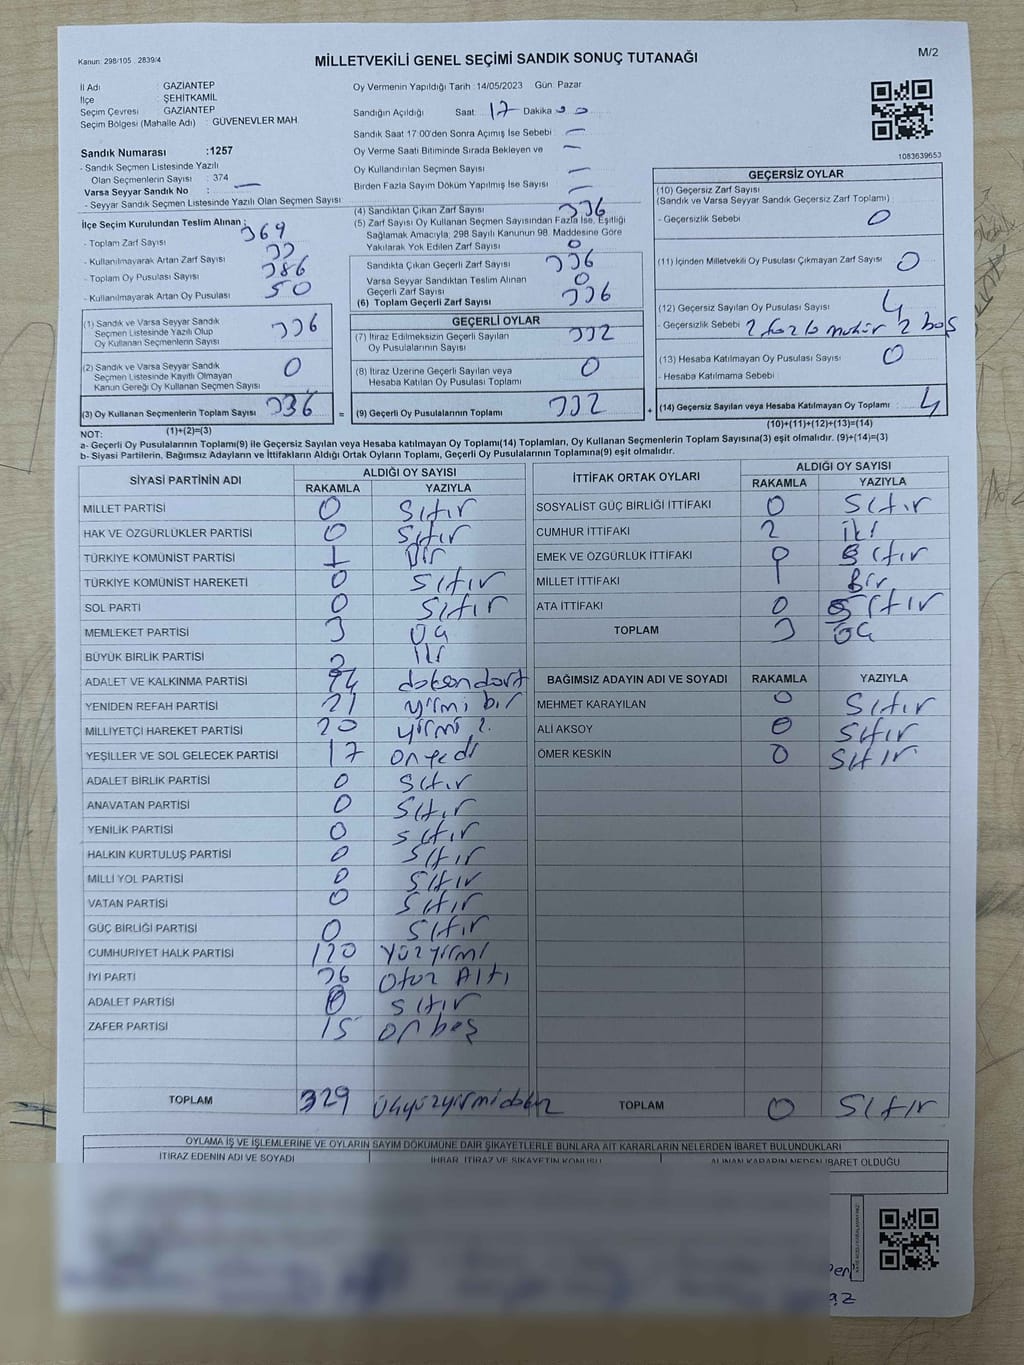 Kanun: 298/105 . 2839/4
MİLLETVEKİLİ GENEL SEÇİMİ SANDIK SONUÇ TUTANAĞI
M/2
İl Adı : GAZİANTEP
İlçe : ŞEHİTKAMİL
Seçim Çevresi : GAZİANTEP
Seçim Bölgesi (Mahalle Adı) : GÜVENEVLER MAH.
Sandık Numarası :1257
- Sandık Seçmen Listesinde Yazılı
Olan Seçmenlerin Sayısı : 374
Varsa Seyyar Sandık No : —
- Seyyar Sandık Seçmen Listesinde Yazılı Olan Seçmen Sayısı
Oy Vermenin Yapıldığı Tarih : 14/05/2023 Gün: Pazar
Sandığın Açıldığı Saat: 17 Dakika 00
Sandık Saat 17:00'den Sonra Açımış İse Sebebi —
Oy Verme Saati Bitiminde Sırada Bekleyen ve —
Oy Kullandırılan Seçmen Sayısı —
Birden Fazla Sayım Döküm Yapılmış İse Sayısı —
1083639653
İlçe Seçim Kurulundan Teslim Alınan :
- Toplam Zarf Sayısı 369
- Kullanılmayarak Artan Zarf Sayısı 33
- Toplam Oy Pusulası Sayısı 386
- Kullanılmayarak Artan Oy Pusulası 50
(1) Sandık ve Varsa Seyyar Sandık
Seçmen Listesinde Yazılı Olup
Oy Kullanan Seçmenlerin Sayısı 336
(2) Sandık ve Varsa Seyyar Sandık
Seçmen Listesinde Kayıtlı Olmayan
Kanun Gereği Oy Kullanan Seçmen Sayısı 0
(3) Oy Kullanan Seçmenlerin Toplam Sayısı 336
(1)+(2)=(3)
(4) Sandıktan Çıkan Zarf Sayısı 336
(5) Zarf Sayısı Oy Kullanan Seçmen Sayısından Fazla İse, Eşitliği
Sağlamak Amacıyla; 298 Sayılı Kanunun 98. Maddesine Göre
Yakılarak Yok Edilen Zarf Sayısı 0
Sandıkta Çıkan Geçerli Zarf Sayısı 336
Varsa Seyyar Sandıktan Teslim Alınan
Geçerli Zarf Sayısı 0
(6) Toplam Geçerli Zarf Sayısı 336
GEÇERLİ OYLAR
(7) İtiraz Edilmeksizin Geçerli Sayılan
Oy Pusulalarının Sayısı 332
(8) İtiraz Üzerine Geçerli Sayılan veya
Hesaba Katılan Oy Pusulası Toplamı 0
= (9) Geçerli Oy Pusulalarının Toplamı 332
GEÇERSİZ OYLAR
(10) Geçersiz Zarf Sayısı
(Sandık ve Varsa Seyyar Sandık Geçersiz Zarf Toplamı)
- Geçersizlik Sebebi : 0
(11) İçinden Milletvekili Oy Pusulası Çıkmayan Zarf Sayısı 0
(12) Geçersiz Sayılan Oy Pusulası Sayısı 4
- Geçersizlik Sebebi : 2 fazla mühür 2 boş
(13) Hesaba Katılmayan Oy Pusulası Sayısı 0
- Hesaba Katılmama Sebebi :
+ (14) Geçersiz Sayılan veya Hesaba Katılmayan Oy Toplamı : 4
(10)+(11)+(12)+(13)=(14)
NOT:
a- Geçerli Oy Pusulalarının Toplamı(9) ile Geçersiz Sayılan veya Hesaba katılmayan Oy Toplamı(14) Toplamları, Oy Kullanan Seçmenlerin Toplam Sayısına(3) eşit olmalıdır. (9)+(14)=(3)
b- Siyasi Partilerin, Bağımsız Adayların ve İttifakların Aldığı Ortak Oyların Toplamı, Geçerli Oy Pusulalarının Toplamına(9) eşit olmalıdır.
SİYASİ PARTİNİN ADI ALDIĞI OY SAYISI
RAKAMLA YAZIYLA
MİLLET PARTİSİ 0 Sıfır
HAK VE ÖZGÜRLÜKLER PARTİSİ 0 Sıfır
TÜRKİYE KOMÜNİST PARTİSİ 1 Bir
TÜRKİYE KOMÜNİST HAREKETİ 0 Sıfır
SOL PARTİ 0 Sıfır
MEMLEKET PARTİSİ 3 üç
BÜYÜK BİRLİK PARTİSİ 2 iki
ADALET VE KALKINMA PARTİSİ 94 doksandört
YENİDEN REFAH PARTİSİ 21 yirmi bir
MİLLİYETÇİ HAREKET PARTİSİ 20 yirmi
YEŞİLLER VE SOL GELECEK PARTİSİ 17 onyedi
ADALET BİRLİK PARTİSİ 0 Sıfır
ANAVATAN PARTİSİ 0 Sıfır
YENİLİK PARTİSİ 0 Sıfır
HALKIN KURTULUŞ PARTİSİ 0 Sıfır
MİLLİ YOL PARTİSİ 0 Sıfır
VATAN PARTİSİ 0 Sıfır
GÜÇ BİRLİĞİ PARTİSİ 0 Sıfır
CUMHURİYET HALK PARTİSİ 120 Yüzyirmi
İYİ PARTİ 36 Otuz Altı
ADALET PARTİSİ 0 Sıfır
ZAFER PARTİSİ 15 on beş
TOPLAM 329
İTTİFAK ORTAK OYLARI ALDIĞI OY SAYISI
RAKAMLA YAZIYLA
SOSYALİST GÜÇ BİRLİĞİ İTTİFAKI 0 Sıfır
CUMHUR İTTİFAKI 2 iki
EMEK VE ÖZGÜRLÜK İTTİFAKI 0 Sıfır
MİLLET İTTİFAKI 1 Bir
ATA İTTİFAKI 0 Sıfır
TOPLAM 3 üç
BAĞIMSIZ ADAYIN ADI VE SOYADI RAKAMLA YAZIYLA
MEHMET KARAYILAN 0 Sıfır
ALİ AKSOY 0 Sıfır
ÖMER KESKİN 0 Sıfır
TOPLAM 0 Sıfır
OYLAMA İŞ VE İŞLEMLERİNE VE OYLARIN SAYIM DÖKÜMÜNE DAİR ŞİKAYETLERLE BUNLARA AİT KARARLARIN NELERDEN İBARET BULUNDUKLARI
İTİRAZ EDENİN ADI VE SOYADI İHBAR, İTİRAZ VE ŞİKAYETİN KONUSU ALINAN KARARIN NEDEN İBARET OLDUĞU